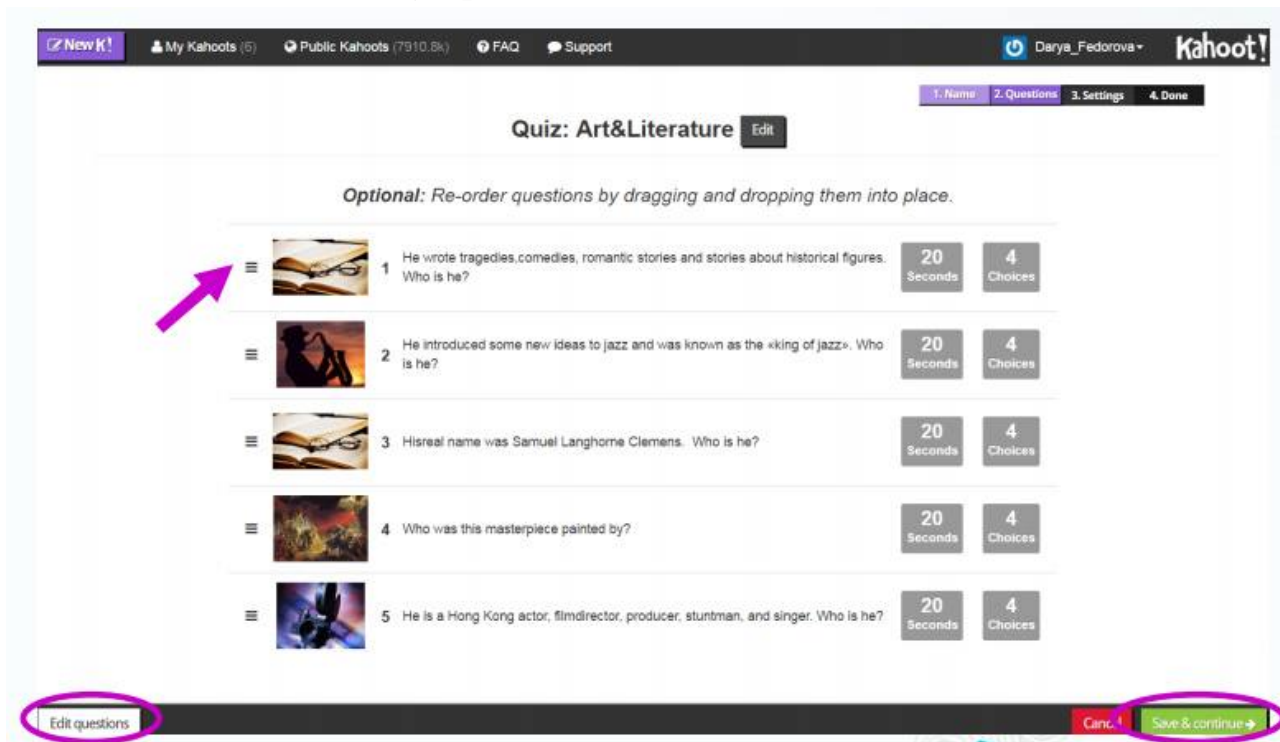 New K! My Kahoots (6) Public Kahoots (7910.8k) FAQ Support Darya_Fedorova Kahoot!
1. Name 2. Questions 3. Settings 4. Done
Quiz: Art&Literature Edit
Optional: Re-order questions by dragging and dropping them into place.
1 He wrote tragedies,comedies, romantic stories and stories about historical figures.
Who is he?
20
Seconds
4
Choices
2 He introduced some new ideas to jazz and was known as the «king of jazz». Who
is he?
20
Seconds
4
Choices
3 Hisreal name was Samuel Langhorne Clemens. Who is he?
20
Seconds
4
Choices
4 Who was this masterpiece painted by?
20
Seconds
4
Choices
5 He is a Hong Kong actor, filmdirector, producer, stuntman, and singer. Who is he?
20
Seconds
4
Choices
Edit questions Cancel Save & continue